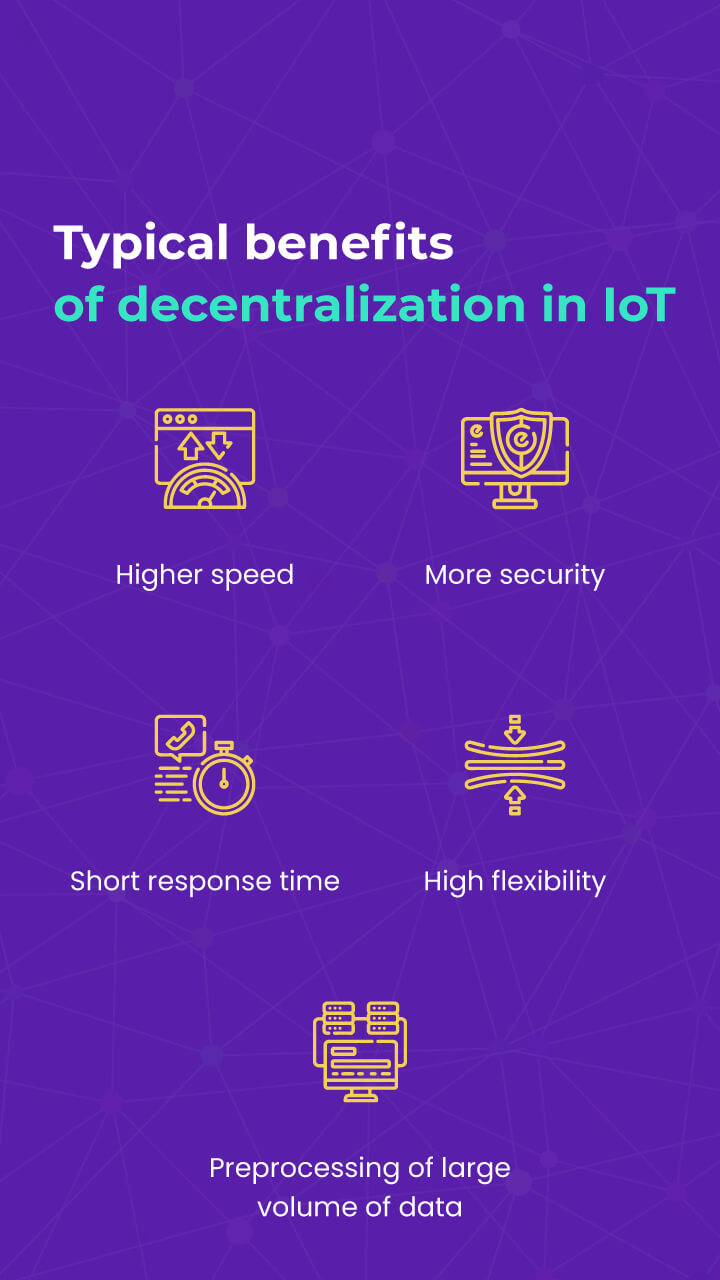 Typical benefits
of decentralization in IoT
Higher speed
More security
Short response time
High flexibility
Preprocessing of large
volume of data